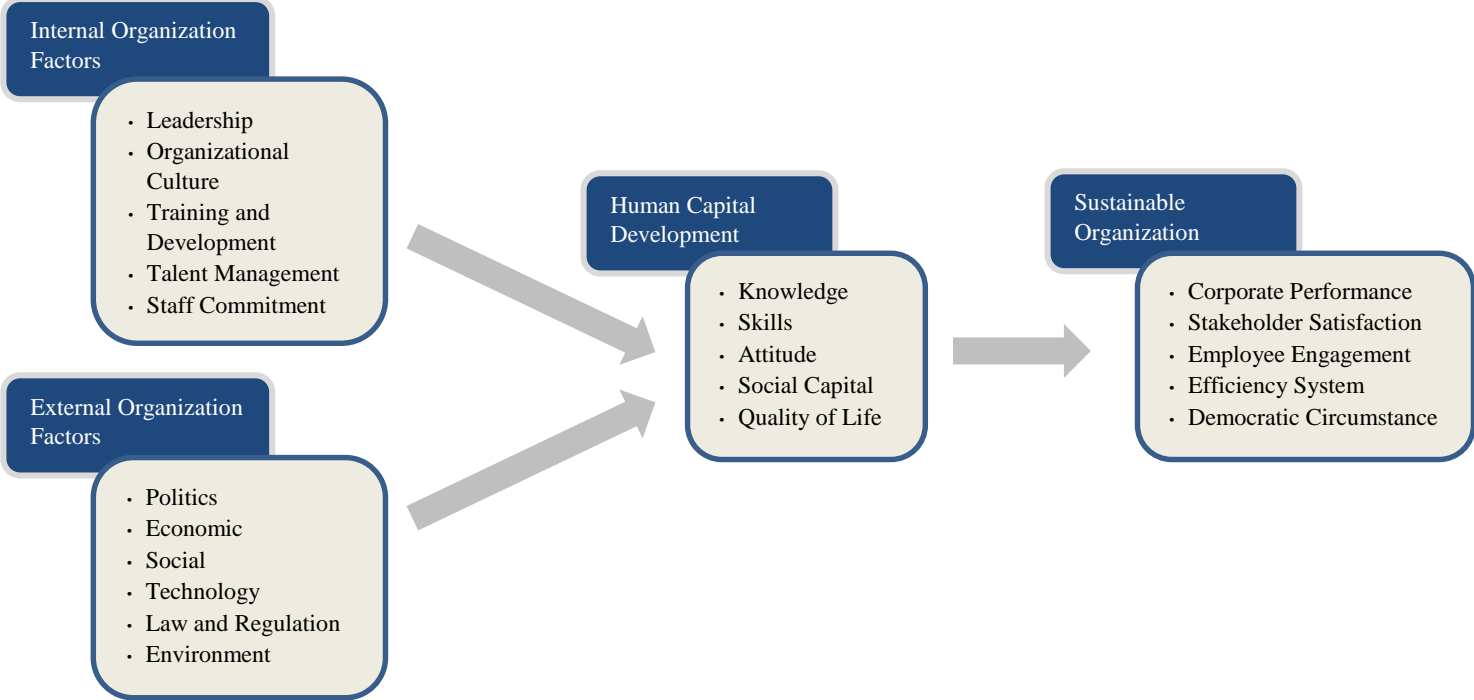 Internal Organization
Factors
· Leadership
· Organizational
Culture
· Training and
Development
· Talent Management
· Staff Commitment
External Organization
Factors
· Politics
· Economic
· Social
· Technology
· Law and Regulation
· Environment
Human Capital
Development
· Knowledge
· Skills
· Attitude
· Social Capital
· Quality of Life
Sustainable
Organization
· Corporate Performance
· Stakeholder Satisfaction
· Employee Engagement
· Efficiency System
· Democratic Circumstance